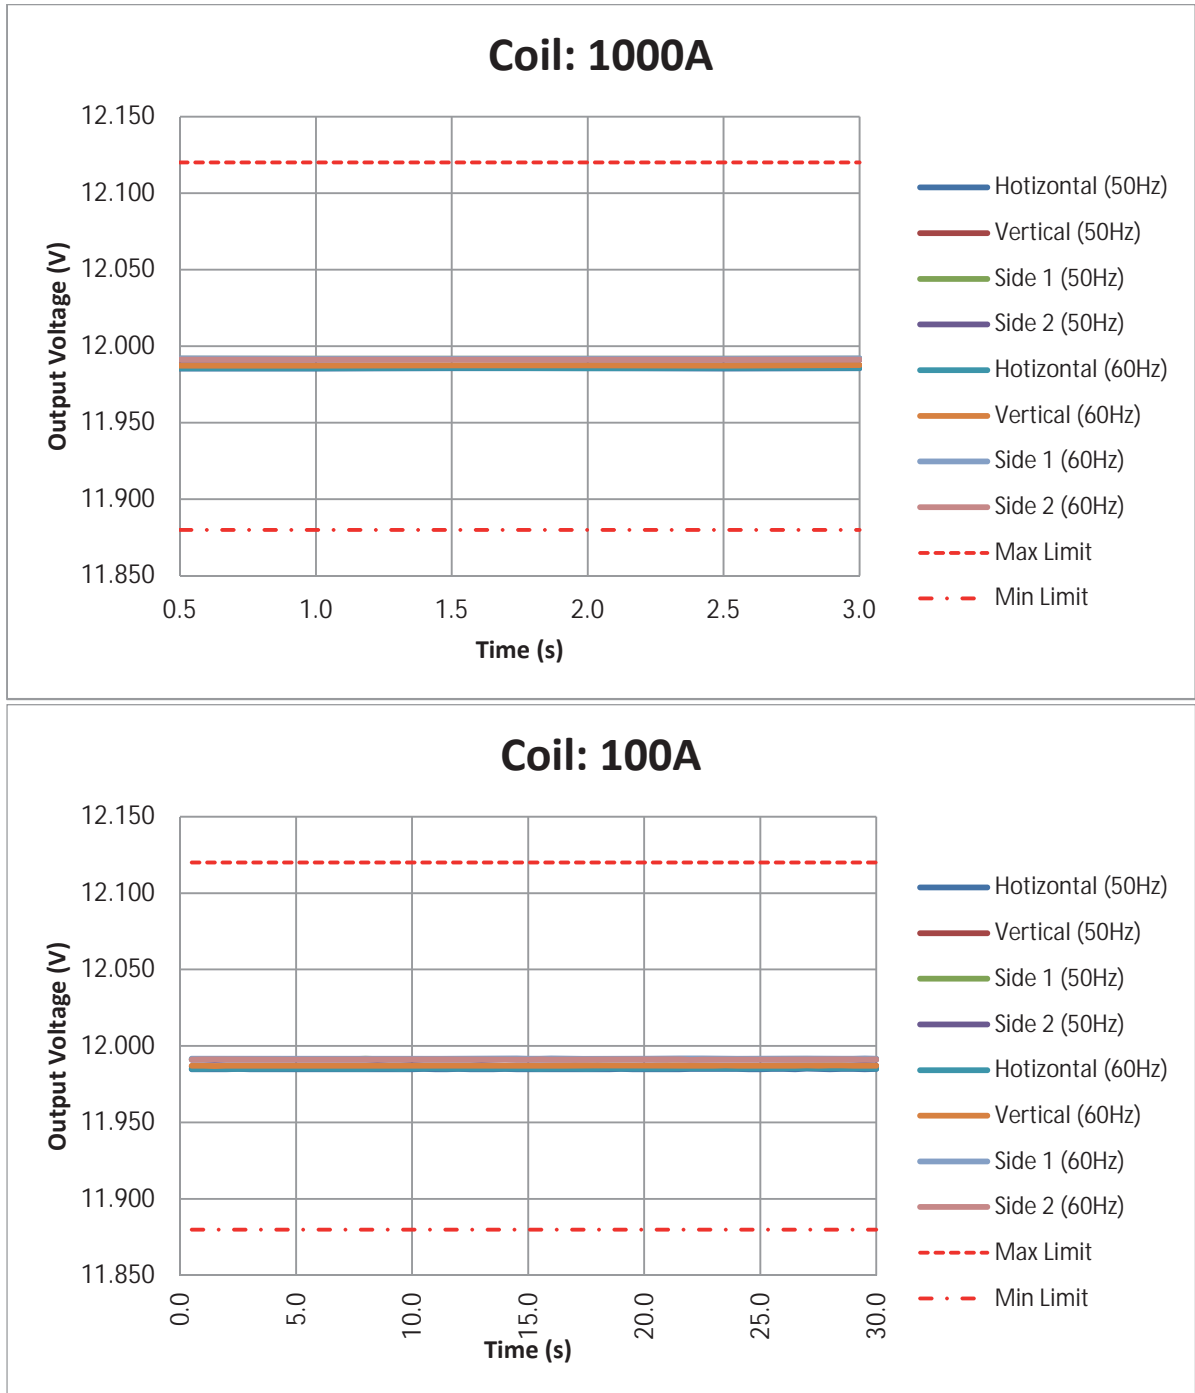 Coil: 1000A
Output Voltage (V)
12.150
12.100
12.050
12.000
11.950
11.900
11.850
0.5 1.0 1.5 2.0 2.5 3.0
Time (s)
Hotizontal (50Hz)
Vertical (50Hz)
Side 1 (50Hz)
Side 2 (50Hz)
Hotizontal (60Hz)
Vertical (60Hz)
Side 1 (60Hz)
Side 2 (60Hz)
Max Limit
Min Limit
Coil: 100A
Output Voltage (V)
12.150
12.100
12.050
12.000
11.950
11.900
11.850
0.0 5.0 10.0 15.0 20.0 25.0 30.0
Time (s)
Hotizontal (50Hz)
Vertical (50Hz)
Side 1 (50Hz)
Side 2 (50Hz)
Hotizontal (60Hz)
Vertical (60Hz)
Side 1 (60Hz)
Side 2 (60Hz)
Max Limit
Min Limit